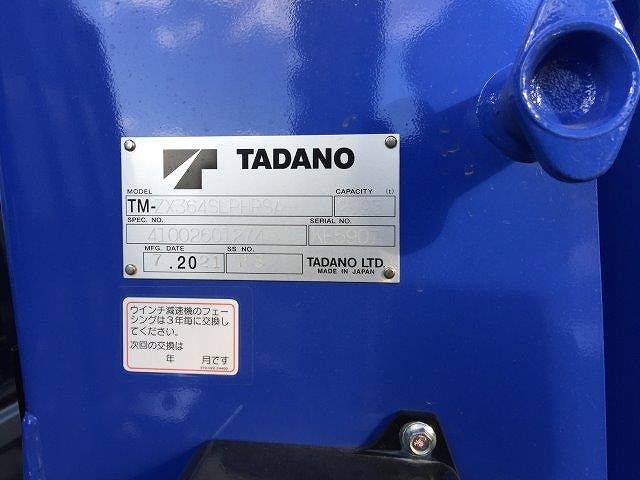 TADANO
MODEL
CAPACITY (t)
TM-ZX364SLPHRSA
SPEC. NO.
SERIAL NO.
MFG. DATE
SS NO.
7.2021
TADANO LTD.
MADE IN JAPAN
ウインチ減速機のフェー
シングは3年毎に交換し
てください。
次回の交換は
年 月です